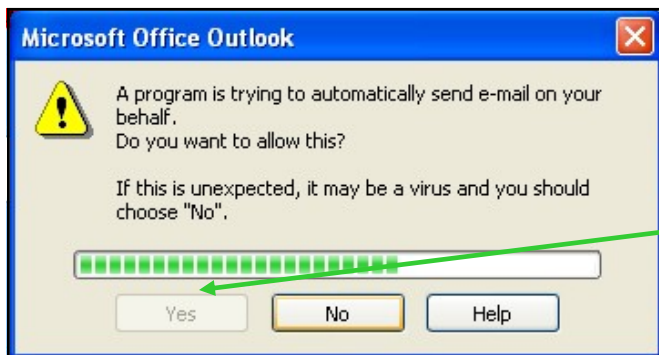 Microsoft Office Outlook
A program is trying to automatically send e-mail on your
behalf.
Do you want to allow this?
If this is unexpected, it may be a virus and you should
choose "No".
Yes
No
Help